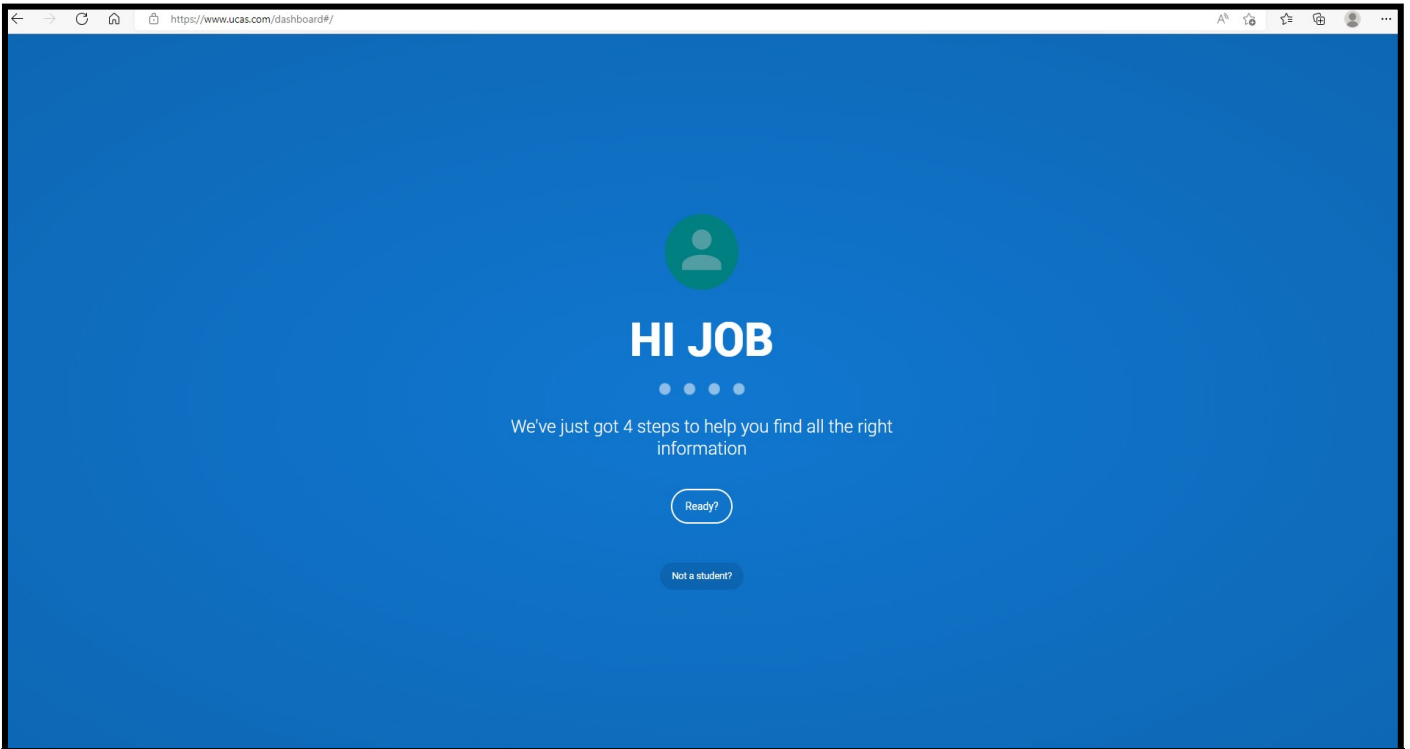 https://www.ucas.com/dashboard#/
HI JOB
We've just got 4 steps to help you find all the right
information
Ready?
Not a student?